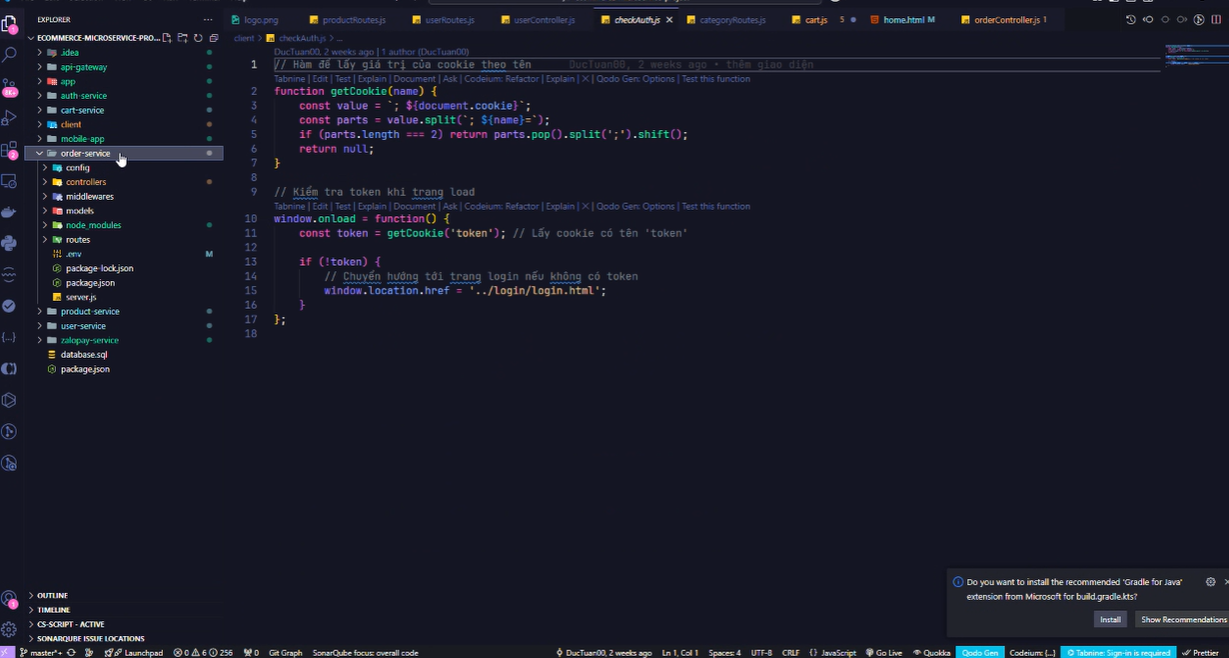 EXPLORER
ECOMMERCE-MICROSERVICE-PRO...
.idea
api-gateway
app
auth-service
cart-service
client
mobile-app
order-service
config
controllers
middlewares
models
node_modules
routes
.env M
package-lock.json
package.json
server.js
product-service
user-service
zalopay-service
database.sql
package.json
OUTLINE
TIMELINE
CS-SCRIPT - ACTIVE
SONARQUBE ISSUE LOCATIONS
logo.png productRoutes.js userRoutes.js userController.js checkAuth.js categoryRoutes.js cart.js 5 home.html M orderController.js 1
client > checkAuth.js > ...
DucTuan00, 2 weeks ago | 1 author (DucTuan00)
1 // Hàm để lấy giá trị của cookie theo tên DucTuan00, 2 weeks ago • thêm giao diện
Tabnine | Edit | Test | Explain | Document | Ask | Codeium: Refactor | Explain | X | Qodo Gen: Options | Test this function
2 function getCookie(name) {
3 const value = `; ${document.cookie}`;
4 const parts = value.split(`; ${name}=`);
5 if (parts.length === 2) return parts.pop().split(';').shift();
6 return null;
7 }
8
9 // Kiểm tra token khi trang load
Tabnine | Edit | Test | Explain | Document | Ask | Codeium: Refactor | Explain | X | Qodo Gen: Options | Test this function
10 window.onload = function() {
11 const token = getCookie('token'); // Lấy cookie có tên 'token'
12
13 if (!token) {
14 // Chuyển hướng tới trang login nếu không có token
15 window.location.href = '../login/login.html';
16 }
17 };
18
Do you want to install the recommended 'Gradle for Java'
extension from Microsoft for build.gradle.kts?
Install Show Recommendations
master*+ Launchpad 0 6 256 0 Git Graph SonarQube focus: overall code DucTuan00, 2 weeks ago Ln 1, Col 1 Spaces: 4 UTF-8 CRLF {} JavaScript Go Live Quokka Qodo Gen Codeium: {...} Tabnine: Sign-in is required Prettier